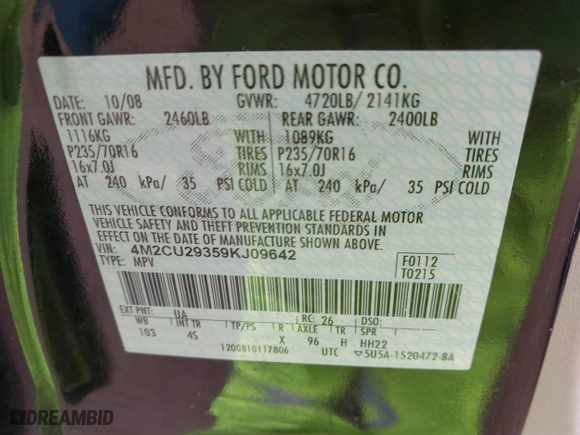 MFD. BY FORD MOTOR CO.
DATE: 10/08 GVWR: 4720LB/ 2141KG
FRONT GAWR: 2460LB REAR GAWR: 2400LB
1116KG WITH 1089KG WITH
P235/70R16 TIRES P235/70R16 TIRES
16x7.0J RIMS 16x7.0J RIMS
AT 240 kPa/ 35 PSI COLD AT 240 kPa/ 35 PSI COLD
THIS VEHICLE CONFORMS TO ALL APPLICABLE FEDERAL MOTOR
VEHICLE SAFETY AND THEFT PREVENTION STANDARDS IN
EFFECT ON THE DATE OF MANUFACTURE SHOWN ABOVE.
VIN: 4M2CU29359KJ09642 F0112
TYPE: MPV T0215
EXT PNT: UA RC: 26 DSO:
WB INT TR TP/PS R AXLE TR SPR
103 4S X 96 H HH22
1200810117806 UTC 5U5A-1520472-BA
DREAMBID